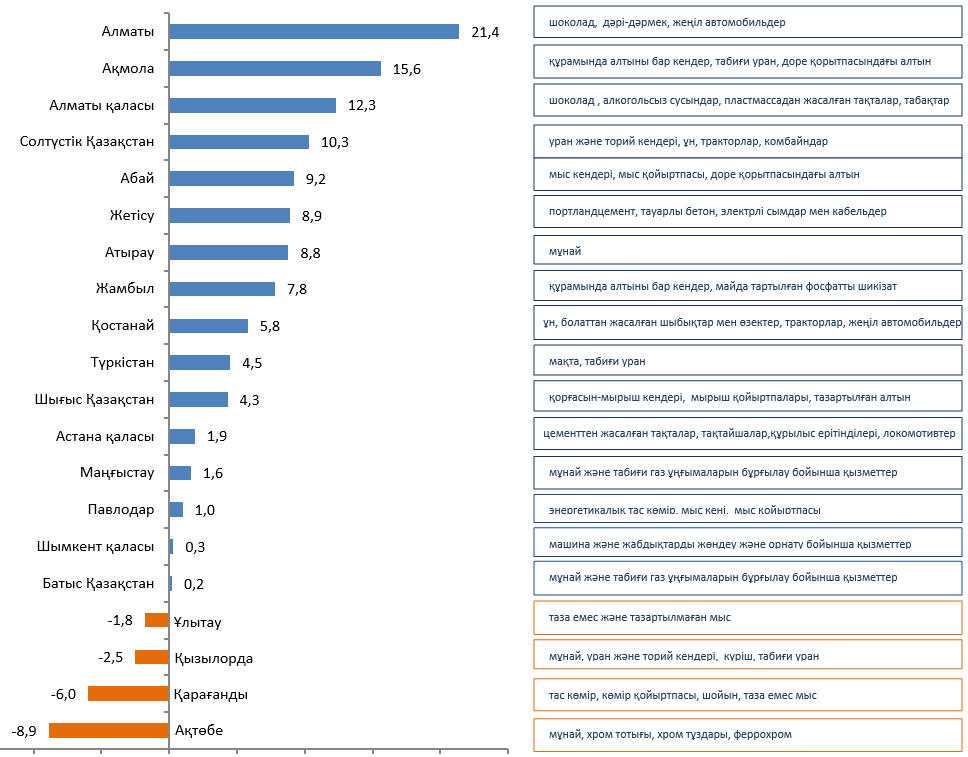 Алматы 21,4 шоколад, дәрі-дәрмек, жеңіл автомобильдер
Ақмола 15,6 құрамында алтыны бар кендер, табиғи уран, доре қорытпасындағы алтын
Алматы қаласы 12,3 шоколад , алкогольсыз сусындар, пластмассадан жасалған тақталар, табақтар
Солтүстік Қазақстан 10,3 уран және торий кендері, ұн, тракторлар, комбайндар
Абай 9,2 мыс кендері, мыс қойыртпасы, доре қорытпасындағы алтын
Жетісу 8,9 портландцемент, тауарлы бетон, электрлі сымдар мен кабельдер
Атырау 8,8 мұнай
Жамбыл 7,8 құрамында алтыны бар кендер, майда тартылған фосфатты шикізат
Қостанай 5,8 ұн, болаттан жасалған шыбықтар мен өзектер, тракторлар, жеңіл автомобильдер
Түркістан 4,5 мақта, табиғи уран
Шығыс Қазақстан 4,3 қорғасын-мырыш кендері, мырыш қойыртпалары, тазартылған алтын
Астана қаласы 1,9 цементтен жасалған тақталар, тақтайшалар,құрылыс ерітінділері, локомотивтер
Маңғыстау 1,6 мұнай және табиғи газ ұңғымаларын бұрғылау бойынша қызметтер
Павлодар 1,0 энергетикалық тас көмір, мыс кені, мыс қойыртпасы
Шымкент қаласы 0,3 машина және жабдықтарды жөндеу және орнату бойынша қызметтер
Батыс Қазақстан 0,2 мұнай және табиғи газ ұңғымаларын бұрғылау бойынша қызметтер
-1,8 Ұлытау таза емес және тазартылмаған мыс
-2,5 Қызылорда мұнай, уран және торий кендері, күріш, табиғи уран
-6,0 Қарағанды тас көмір, көмір қойыртпасы, шойын, таза емес мыс
-8,9 Ақтөбе мұнай, хром тотығы, хром тұздары, феррохром